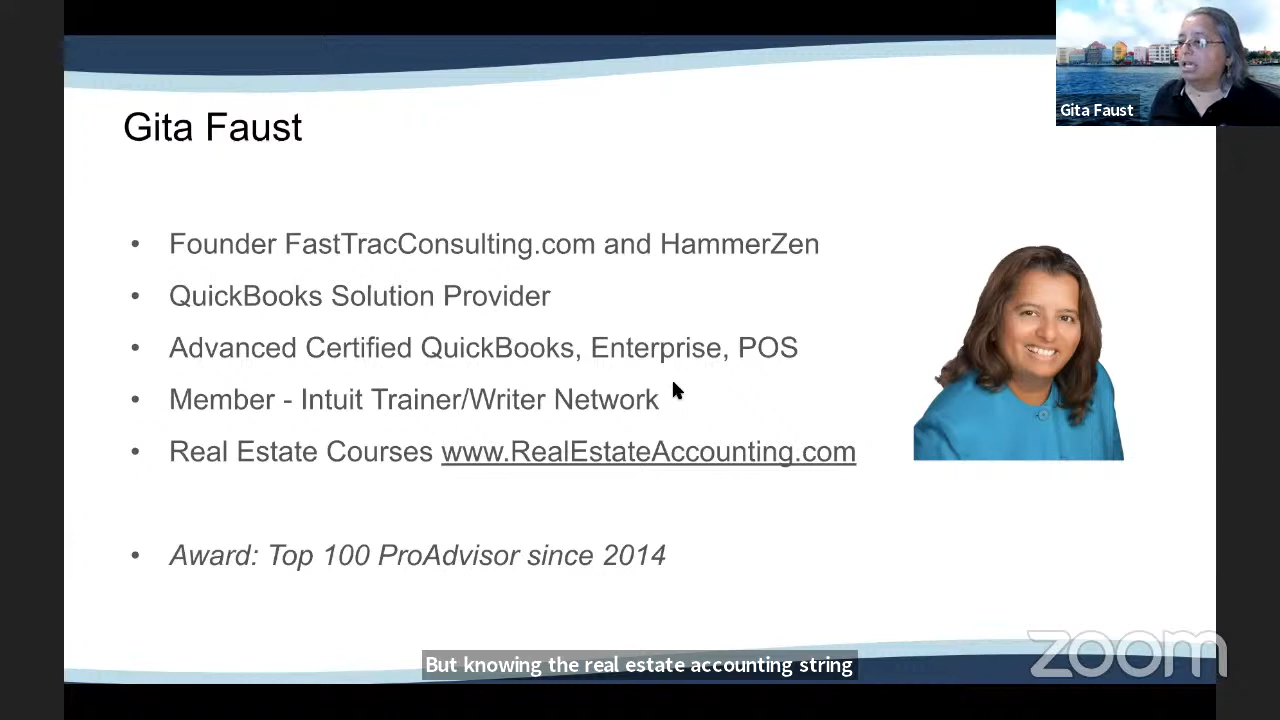 Gita Faust
Gita Faust
• Founder FastTracConsulting.com and HammerZen
• QuickBooks Solution Provider
• Advanced Certified QuickBooks, Enterprise, POS
• Member - Intuit Trainer/Writer Network
• Real Estate Courses www.RealEstateAccounting.com
• Award: Top 100 ProAdvisor since 2014
But knowing the real estate accounting string
zoom